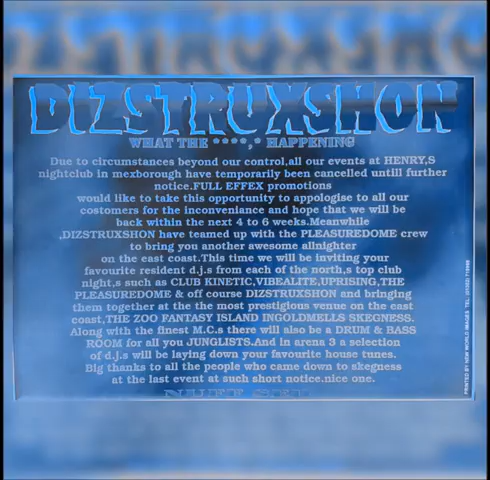 DIZSTRUXSHON
WHAT THE ****,* HAPPENING
Due to circumstances beyond our control,all our events at HENRY,S
nightclub in mexborough have temporarily been cancelled untill further
notice.FULL EFFEX promotions
would like to take this opportunity to appologise to all our
costomers for the inconveniance and hope that we will be
back within the next 4 to 6 weeks.Meanwhile
,DIZSTRUXSHON have teamed up with the PLEASUREDOME crew
to bring you another awesome allnighter
on the east coast.This time we will be inviting your
favourite resident d.j.s from each of the north,s top club
night,s such as CLUB KINETIC,VIBEALITE,UPRISING,THE
PLEASUREDOME & off course DIZSTRUXSHON and bringing
them together at the the most prestigious venue on the east
coast,THE ZOO FANTASY ISLAND INGOLDMELLS SKEGNESS.
Along with the finest M.C.s there will also be a DRUM & BASS
ROOM for all you JUNGLISTS.And in arena 3 a selection
of d.j.s will be laying down your favourite house tunes.
Big thanks to all the people who came down to skegness
at the last event at such short notice.nice one.
PRINTED BY NEW WORLD IMAGES TEL: